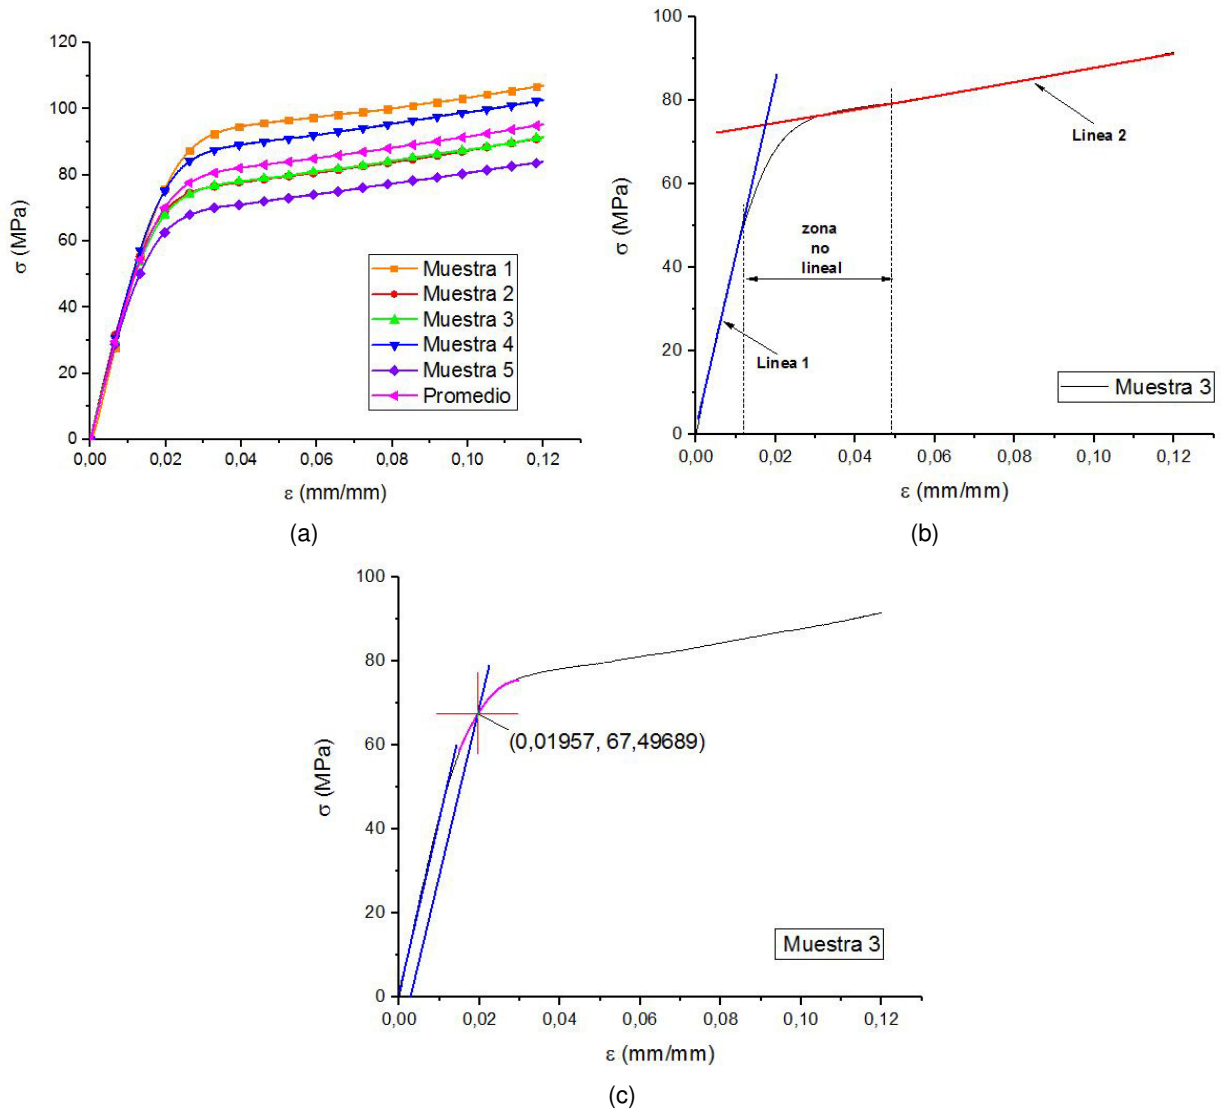 120
100
80
60
40
20
0
σ (MPa)
0,00
0,02
0,04
0,06
0,08
0,10
0,12
ε (mm/mm)
Muestra 1
Muestra 2
Muestra 3
Muestra 4
Muestra 5
Promedio
(a)
100
80
60
40
20
0
σ (MPa)
0,00
0,02
0,04
0,06
0,08
0,10
0,12
ε (mm/mm)
Linea 2
zona
no
lineal
Linea 1
Muestra 3
(b)
100
80
60
40
20
0
σ (MPa)
0,00
0,02
0,04
0,06
0,08
0,10
0,12
ε (mm/mm)
(0,01957, 67,49689)
Muestra 3
(c)